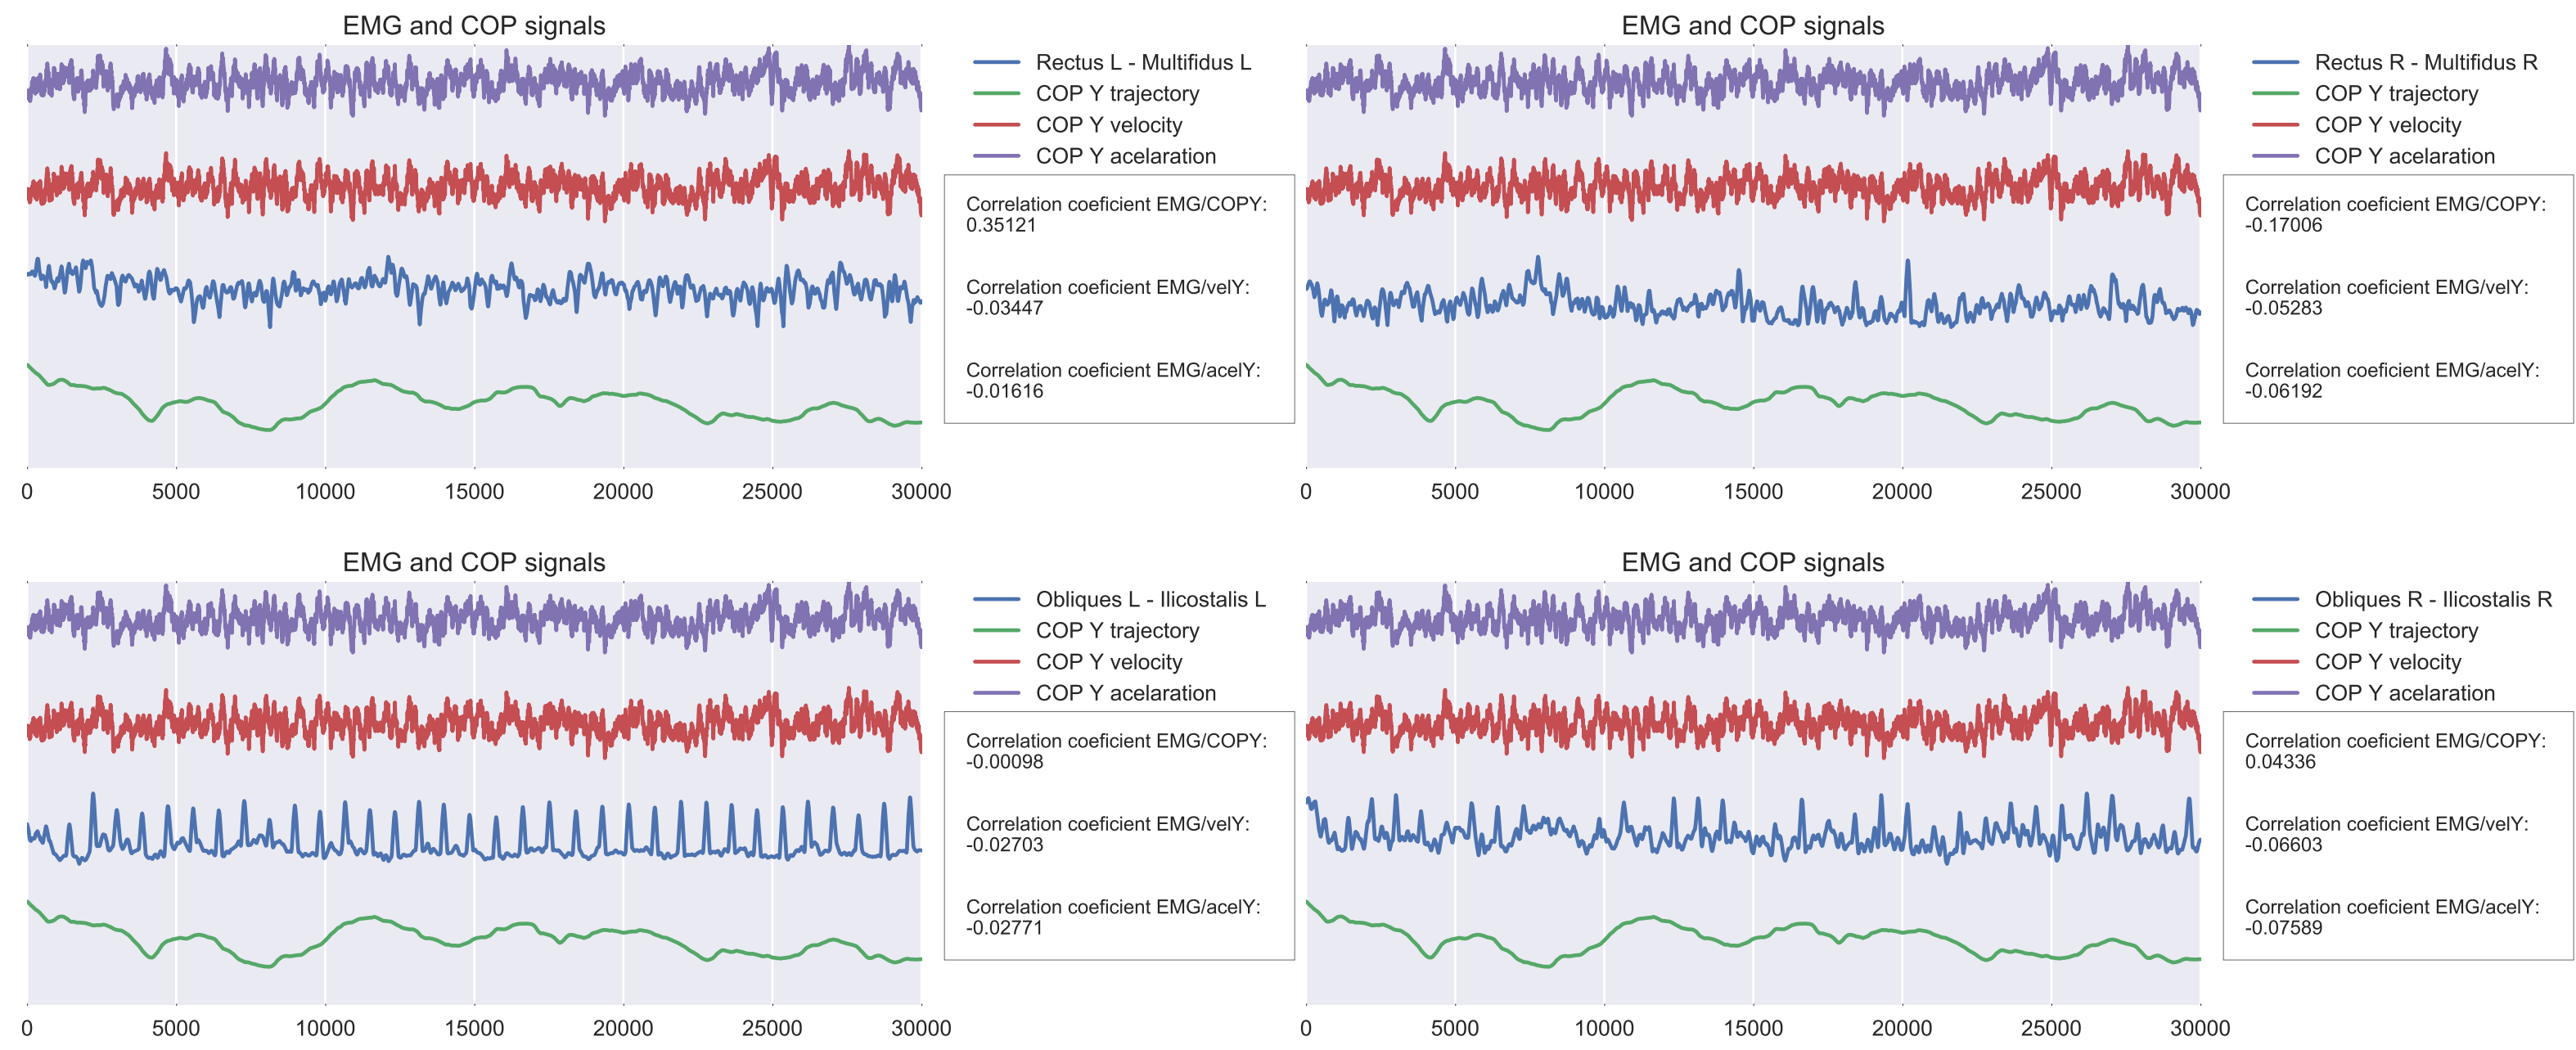 EMG and COP signals
Rectus L - Multifidus L
COP Y trajectory
COP Y velocity
COP Y acelaration
Correlation coeficient EMG/COPY:
0.35121
Correlation coeficient EMG/velY:
-0.03447
Correlation coeficient EMG/acelY:
-0.01616
0 5000 10000 15000 20000 25000 30000
EMG and COP signals
Rectus R - Multifidus R
COP Y trajectory
COP Y velocity
COP Y acelaration
Correlation coeficient EMG/COPY:
-0.17006
Correlation coeficient EMG/velY:
-0.05283
Correlation coeficient EMG/acelY:
-0.06192
0 5000 10000 15000 20000 25000 30000
EMG and COP signals
Obliques L - Ilicostalis L
COP Y trajectory
COP Y velocity
COP Y acelaration
Correlation coeficient EMG/COPY:
-0.00098
Correlation coeficient EMG/velY:
-0.02703
Correlation coeficient EMG/acelY:
-0.02771
0 5000 10000 15000 20000 25000 30000
EMG and COP signals
Obliques R - Ilicostalis R
COP Y trajectory
COP Y velocity
COP Y acelaration
Correlation coeficient EMG/COPY:
0.04336
Correlation coeficient EMG/velY:
-0.06603
Correlation coeficient EMG/acelY:
-0.07589
0 5000 10000 15000 20000 25000 30000